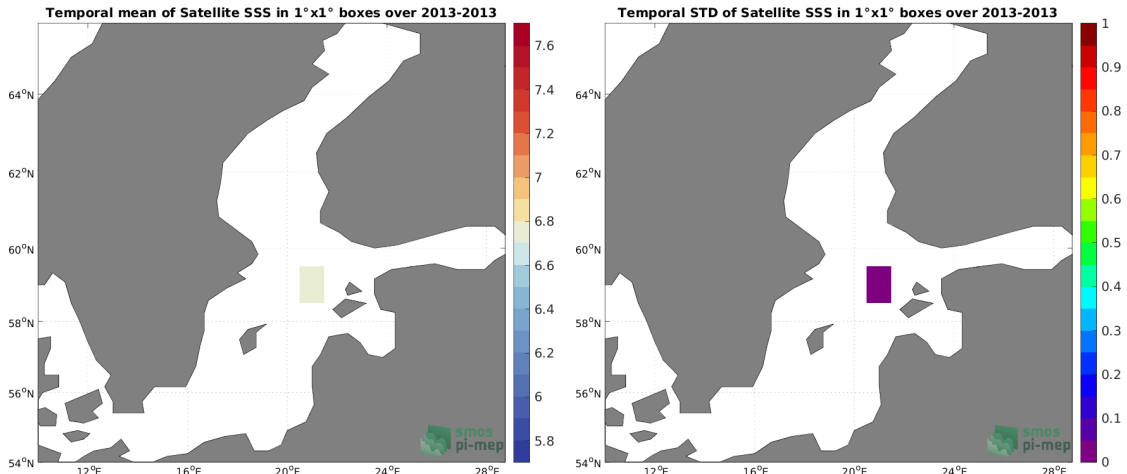 Temporal mean of Satellite SSS in 1°x1° boxes over 2013-2013
64°N
62°N
60°N
58°N
56°N
54°N
12°E
16°E
20°E
24°E
28°E
7.6
7.4
7.2
7
6.8
6.6
6.4
6.2
6
5.8
smos
pi-mep
Temporal STD of Satellite SSS in 1°x1° boxes over 2013-2013
64°N
62°N
60°N
58°N
56°N
54°N
12°E
16°E
20°E
24°E
28°E
1
0.9
0.8
0.7
0.6
0.5
0.4
0.3
0.2
0.1
0
smos
pi-mep